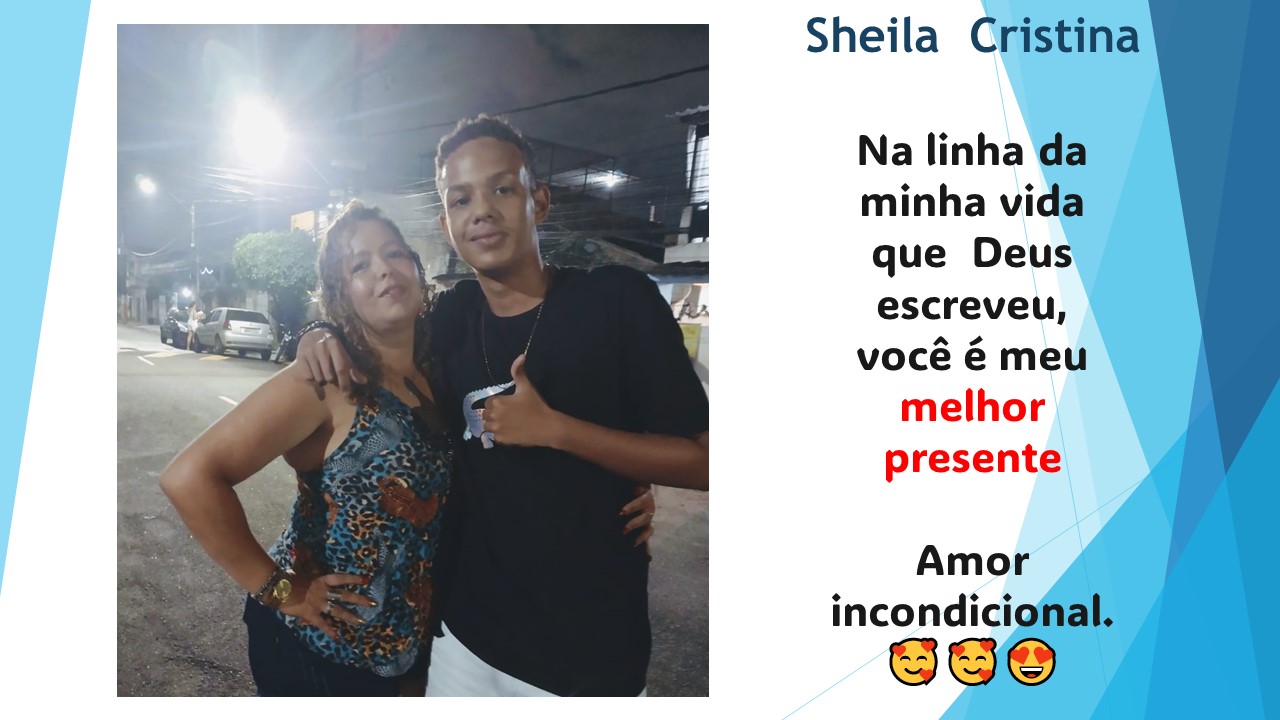 Sheila Cristina
Na linha da
minha vida
que Deus
escreveu,
você é meu
melhor
presente
Amor
incondicional.
🥰🥰😍